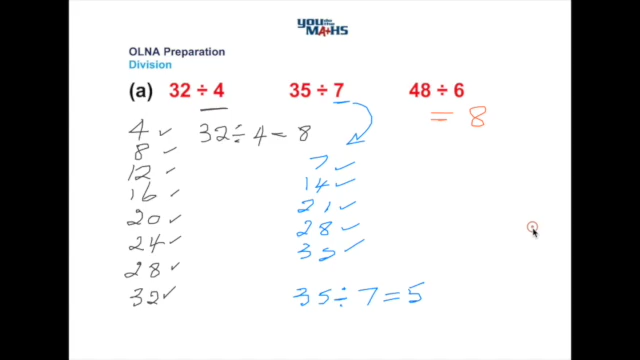 you do the MATHS
OLNA Preparation
Division
(a) 32 ÷ 4 35 ÷ 7 48 ÷ 6
= 8
32 ÷ 4 = 8
4 ✓
8 ✓
12 ✓
16 ✓
20 ✓
24 ✓
28 ✓
32 ✓
7 ✓
14 ✓
21 ✓
28 ✓
35 ✓
35 ÷ 7 = 5